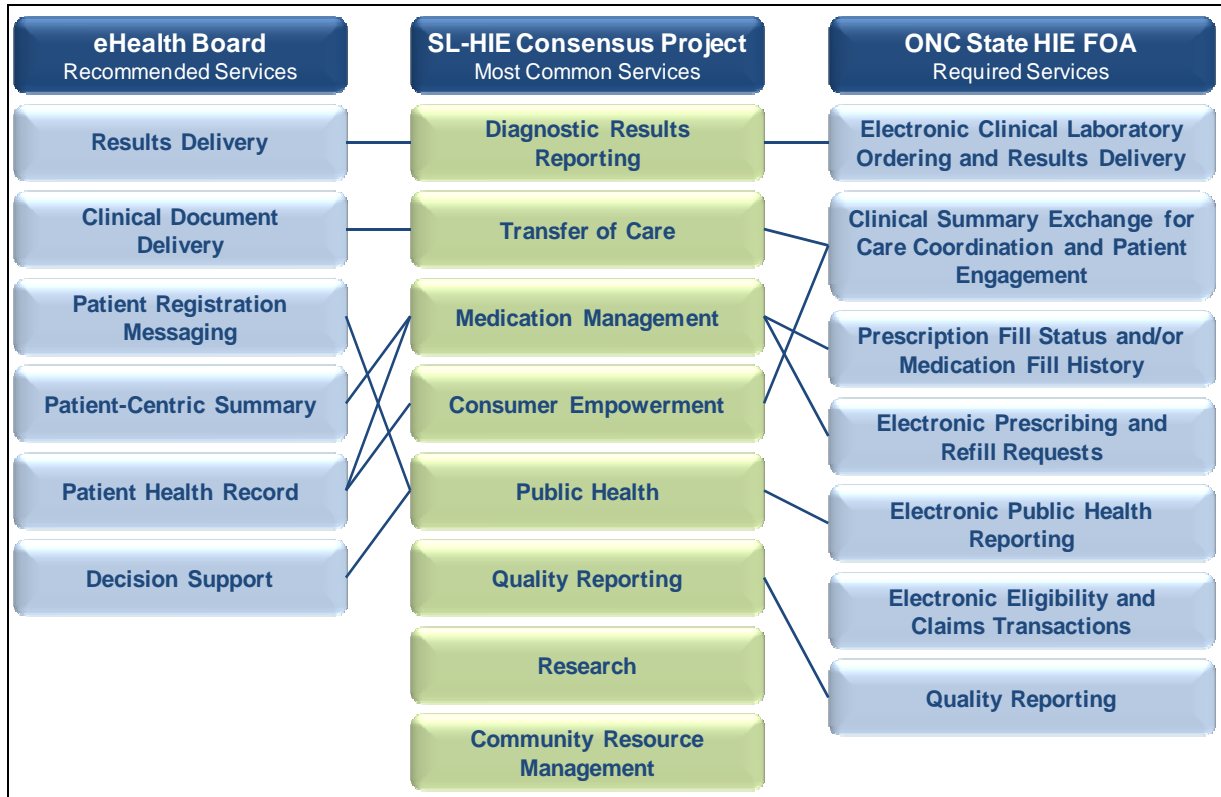 eHealth Board
Recommended Services
Results Delivery
Clinical Document
Delivery
Patient Registration
Messaging
Patient-Centric Summary
Patient Health Record
Decision Support
SL-HIE Consensus Project
Most Common Services
Diagnostic Results
Reporting
Transfer of Care
Medication Management
Consumer Empowerment
Public Health
Quality Reporting
Research
Community Resource
Management
ONC State HIE FOA
Required Services
Electronic Clinical Laboratory
Ordering and Results Delivery
Clinical Summary Exchange for
Care Coordination and Patient
Engagement
Prescription Fill Status and/or
Medication Fill History
Electronic Prescribing and
Refill Requests
Electronic Public Health
Reporting
Electronic Eligibility and
Claims Transactions
Quality Reporting